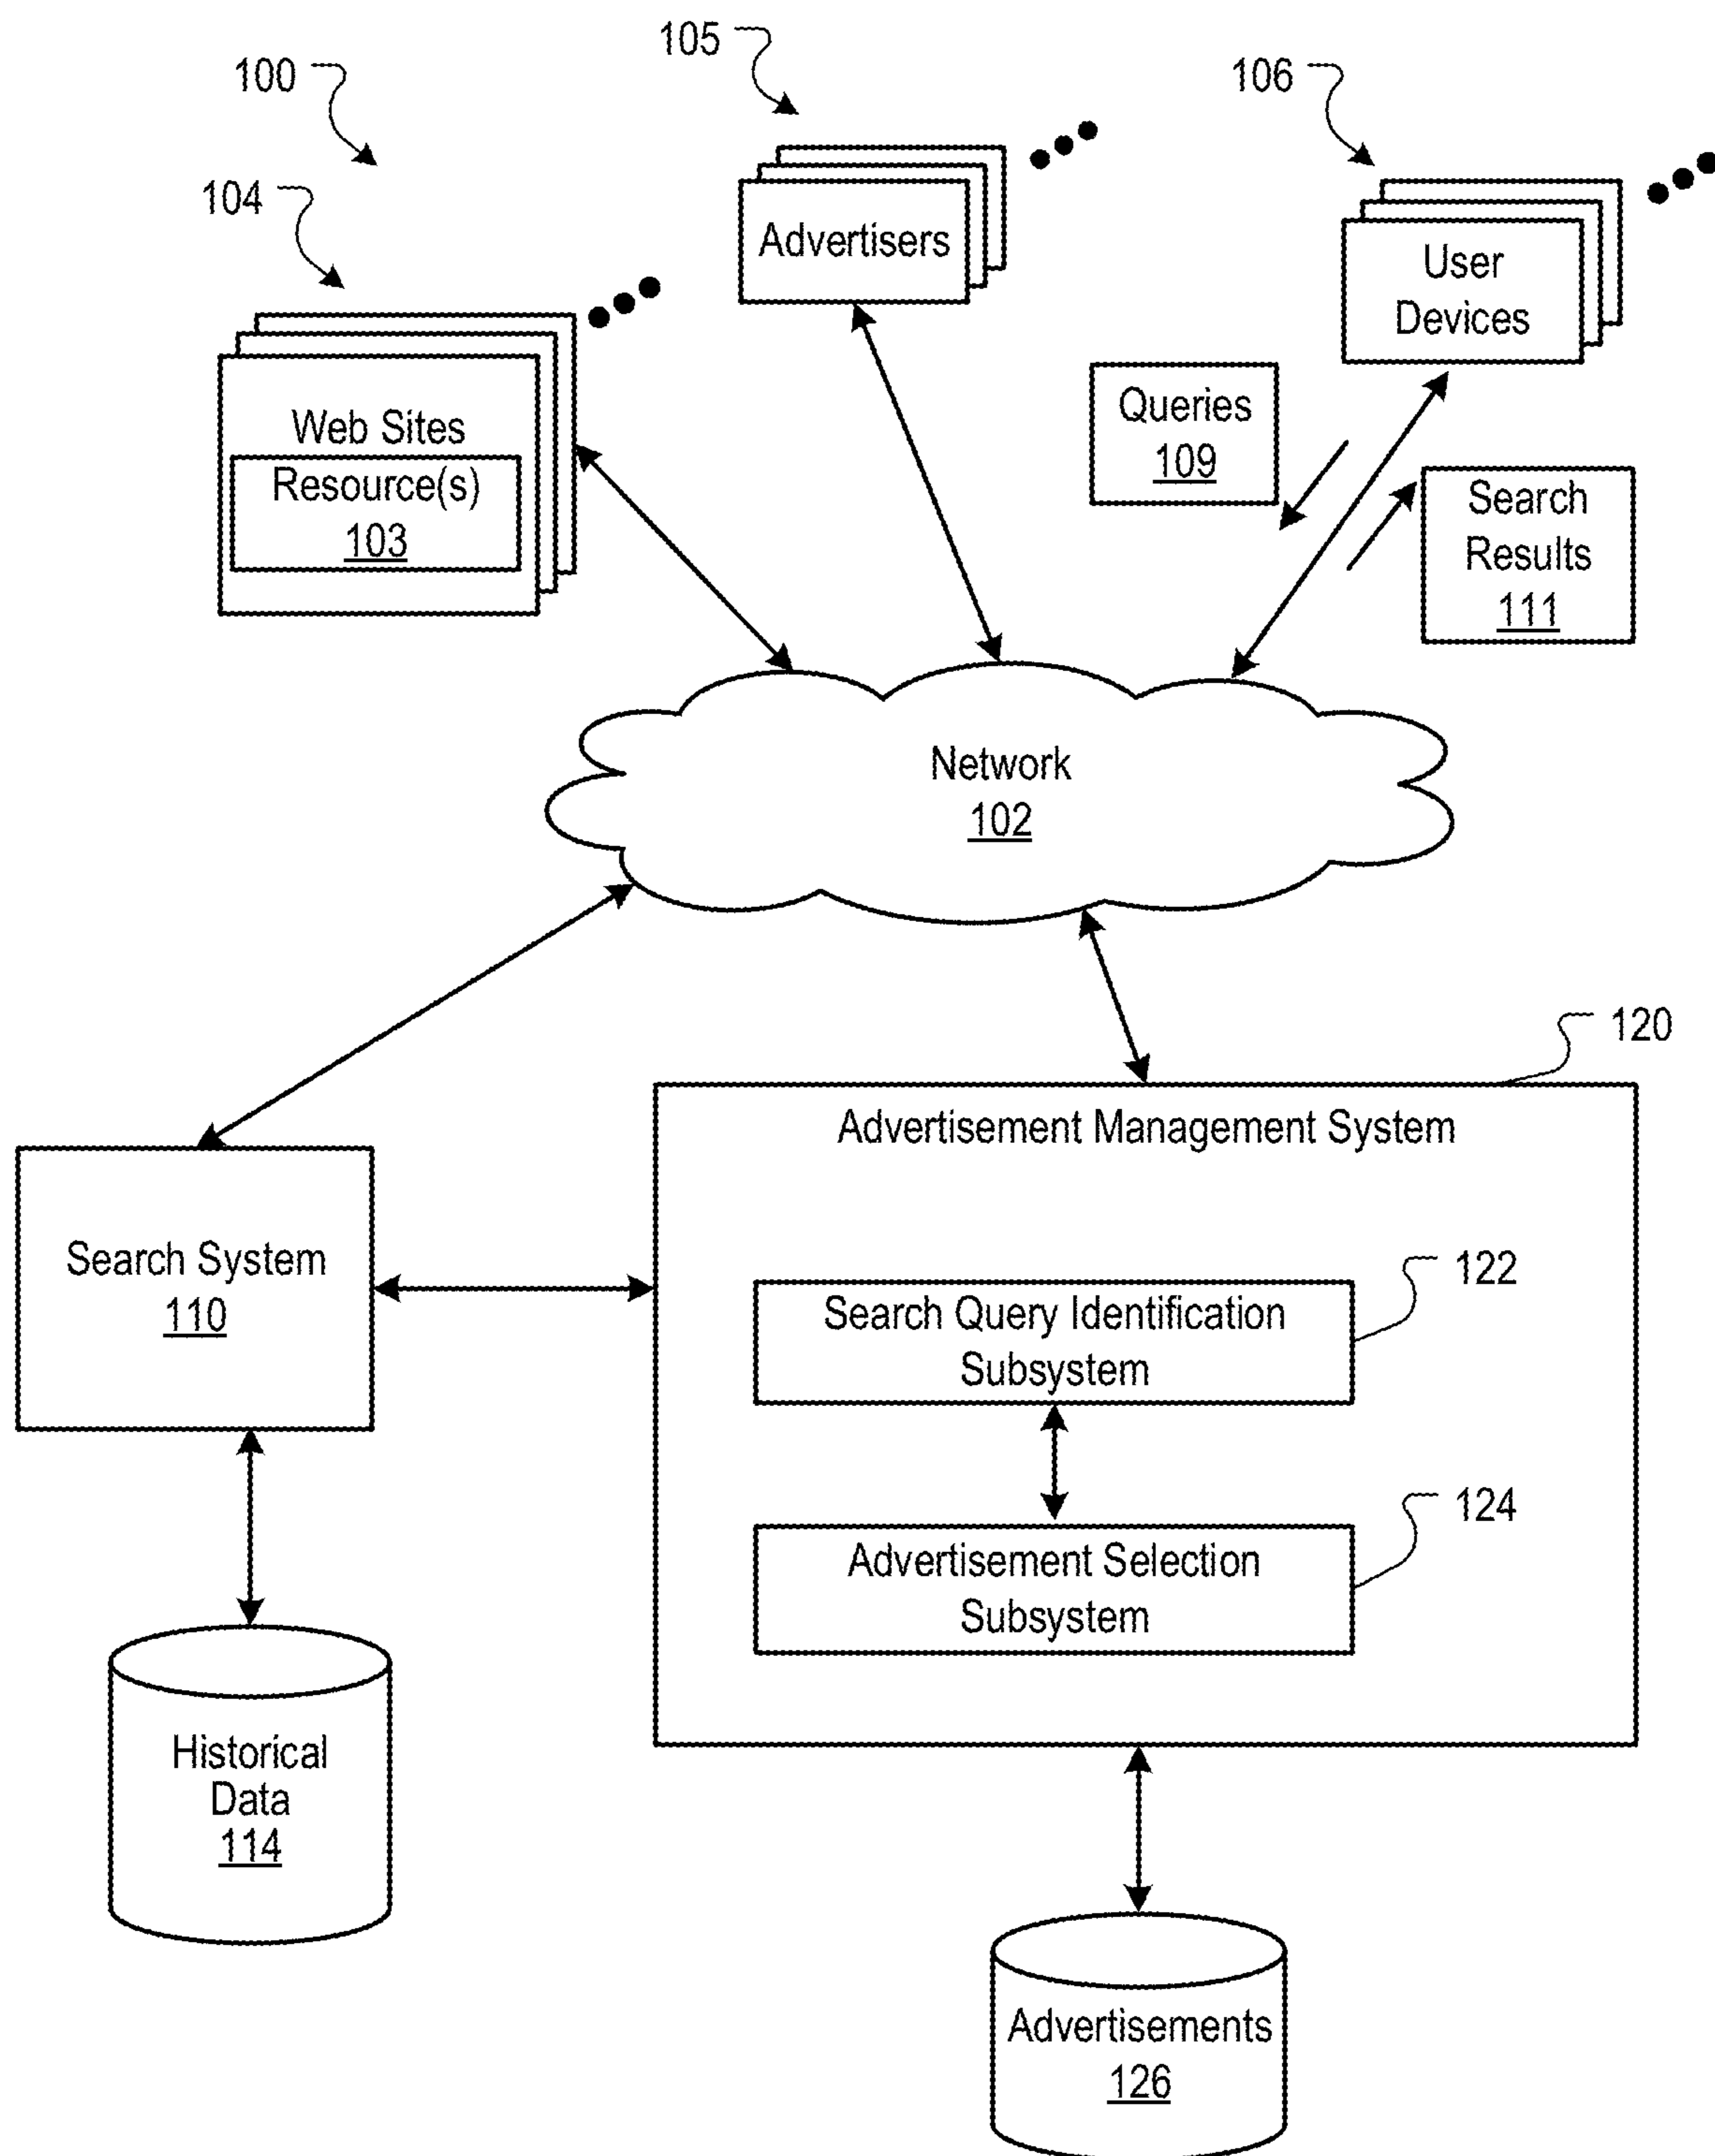 100
105
106
104
Advertisers
User
Devices
Web Sites
Resource(s)
103
Queries
109
Search
Results
111
Network
102
120
Advertisement Management System
Search System
110
122
Search Query Identification
Subsystem
124
Advertisement Selection
Subsystem
Historical
Data
114
Advertisements
126